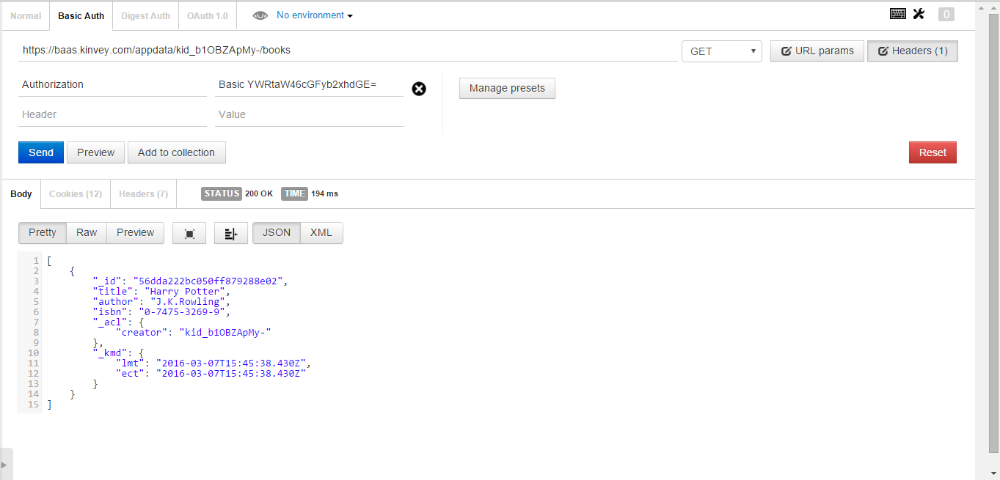 Normal Basic Auth Digest Auth OAuth 1.0 No environment 0
https://baas.kinvey.com/appdata/kid_b1OBZApMy-/books GET URL params Headers (1)
Authorization Basic YWRtaW46cGFyb2xhdGE= Manage presets
Header Value
Send Preview Add to collection Reset
Body Cookies (12) Headers (7) STATUS 200 OK TIME 194 ms
Pretty Raw Preview JSON XML
1 [
2 {
3 "_id": "56dda222bc050ff879288e02",
4 "title": "Harry Potter",
5 "author": "J.K.Rowling",
6 "isbn": "0-7475-3269-9",
7 "_acl": {
8 "creator": "kid_b1OBZApMy-"
9 },
10 "_kmd": {
11 "lmt": "2016-03-07T15:45:38.430Z",
12 "ect": "2016-03-07T15:45:38.430Z"
13 }
14 }
15 ]